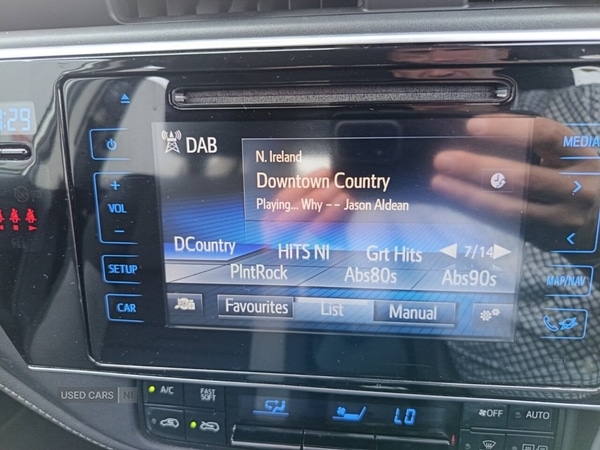 :29
DAB
N. Ireland
Downtown Country
Playing... Why -- Jason Aldean
MEDIA
VOL
DCountry HITS NI Grt Hits 7/14
PlntRock Abs80s Abs90s
SETUP
MAP/NAV
CAR
Favourites List Manual
USED CARS NI
A/C
FAST SOFT
LO
OFF
AUTO